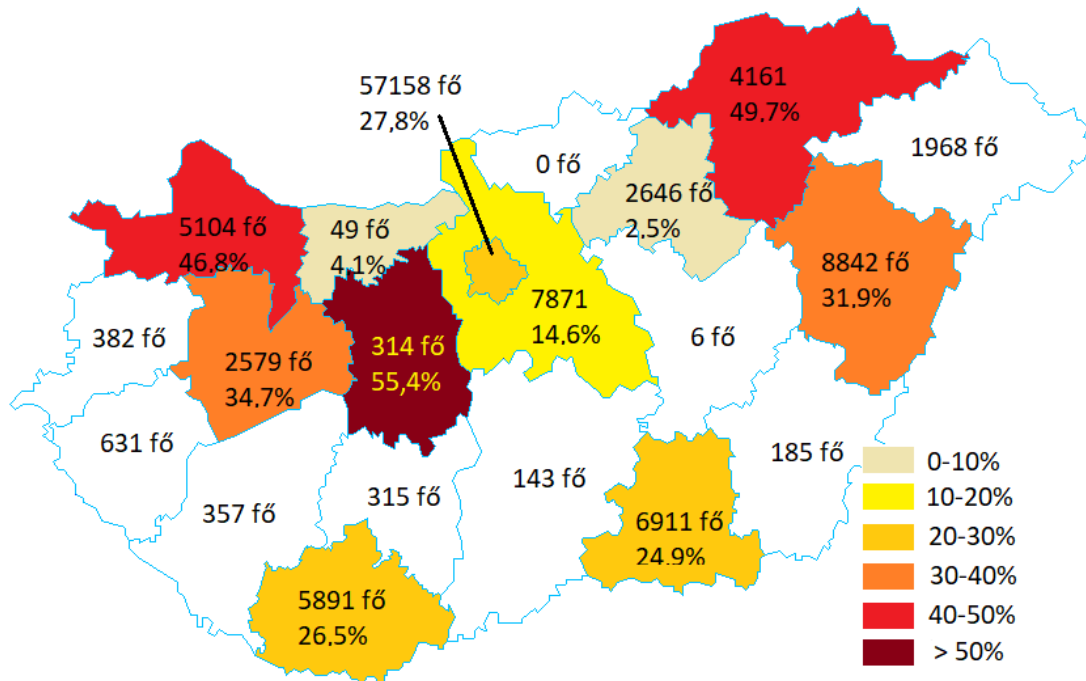 57158 fő
27,8%
4161
49,7%
1968 fő
0 fő
2646 fő
2,5%
5104 fő
46,8%
49 fő
4,1%
8842 fő
31,9%
7871
14,6%
6 fő
382 fő
2579 fő
34,7%
314 fő
55,4%
631 fő
185 fő
143 fő
315 fő
357 fő
6911 fő
24,9%
5891 fő
26,5%
0-10%
10-20%
20-30%
30-40%
40-50%
> 50%